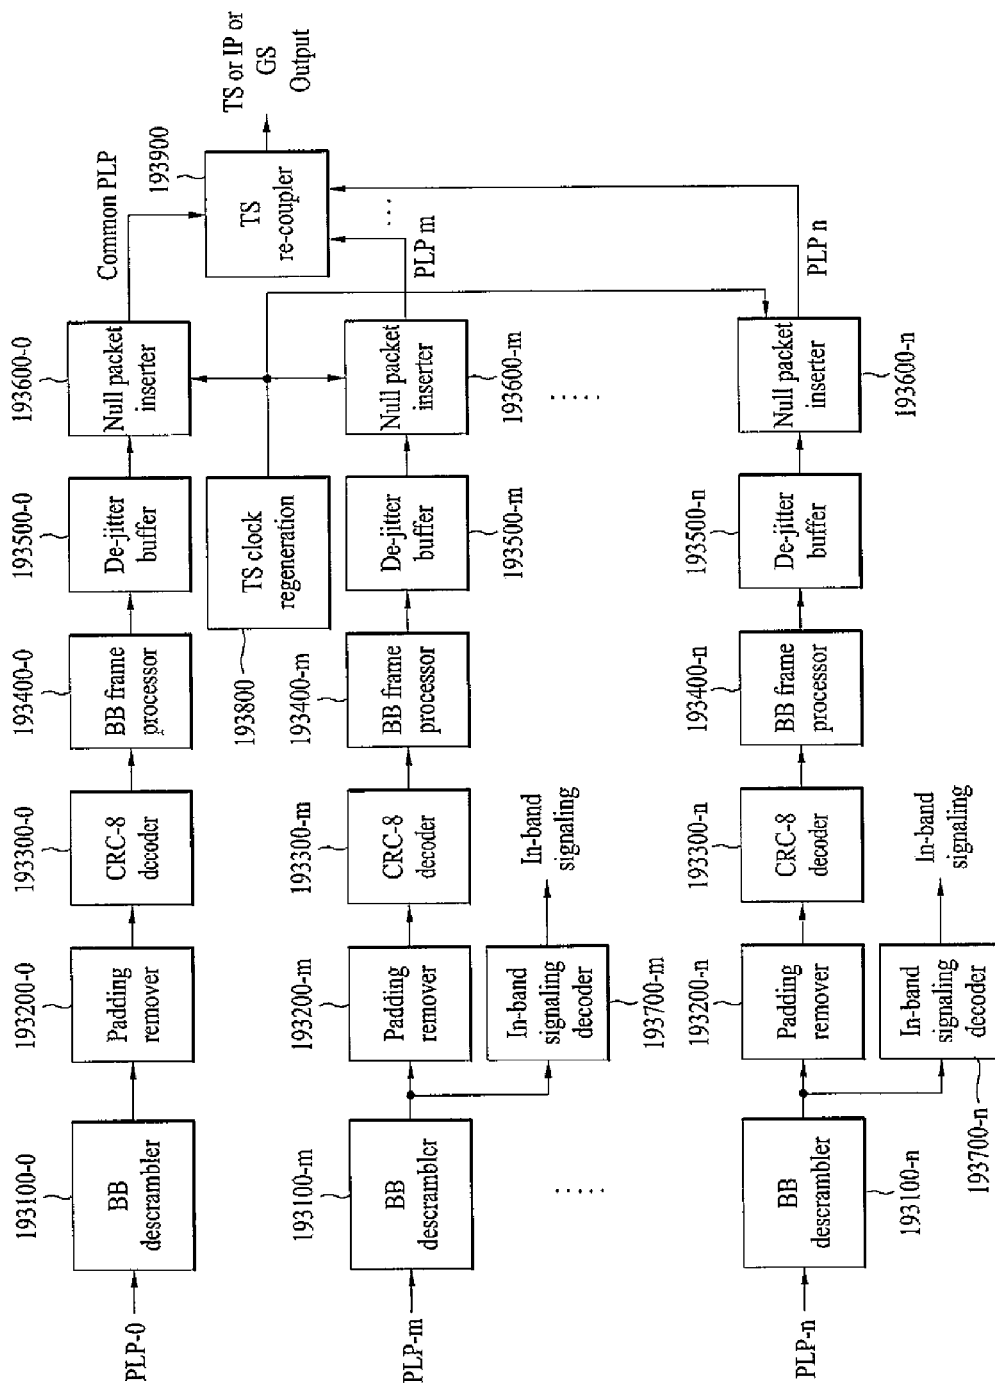 193100-0
193200-0
193300-0
193400-0
193500-0
193600-0
PLP-0
BB
descrambler
Padding
remover
CRC-8
decoder
BB frame
processor
De-jitter
buffer
Null packet
inserter
Common PLP
193900
TS
re-coupler
TS or IP or
GS
Output
TS clock
regeneration
193800
193100-m
193200-m
193300-m
193400-m
PLP-m
BB
descrambler
Padding
remover
CRC-8
decoder
BB frame
processor
De-jitter
buffer
193500-m
Null packet
inserter
193600-m
PLP m
....
In-band
signaling
decoder
193700-m
In-band
signaling
.....
.....
193200-n
193300-n
193400-n
193500-n
PLP-n
BB
descrambler
193100-n
Padding
remover
CRC-8
decoder
BB frame
processor
De-jitter
buffer
Null packet
inserter
193600-n
PLP n
In-band
signaling
decoder
193700-n
In-band
signaling